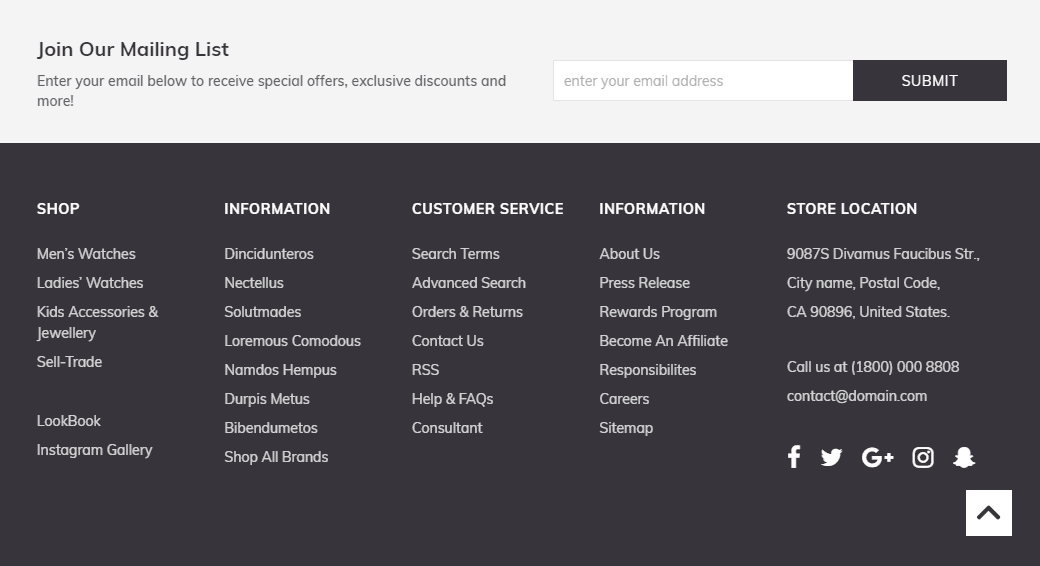 Join Our Mailing List
Enter your email below to receive special offers, exclusive discounts and
more!
enter your email address
SUBMIT
SHOP
Men's Watches
Ladies' Watches
Kids Accessories &
Jewellery
Sell-Trade
LookBook
Instagram Gallery
INFORMATION
Dincidunteros
Nectellus
Solutmades
Loremous Comodous
Namdos Hempus
Durpis Metus
Bibendumetos
Shop All Brands
CUSTOMER SERVICE
Search Terms
Advanced Search
Orders & Returns
Contact Us
RSS
Help & FAQs
Consultant
INFORMATION
About Us
Press Release
Rewards Program
Become An Affiliate
Responsibilites
Careers
Sitemap
STORE LOCATION
9087S Divamus Faucibus Str.,
City name, Postal Code,
CA 90896, United States.
Call us at (1800) 000 8808
contact@domain.com